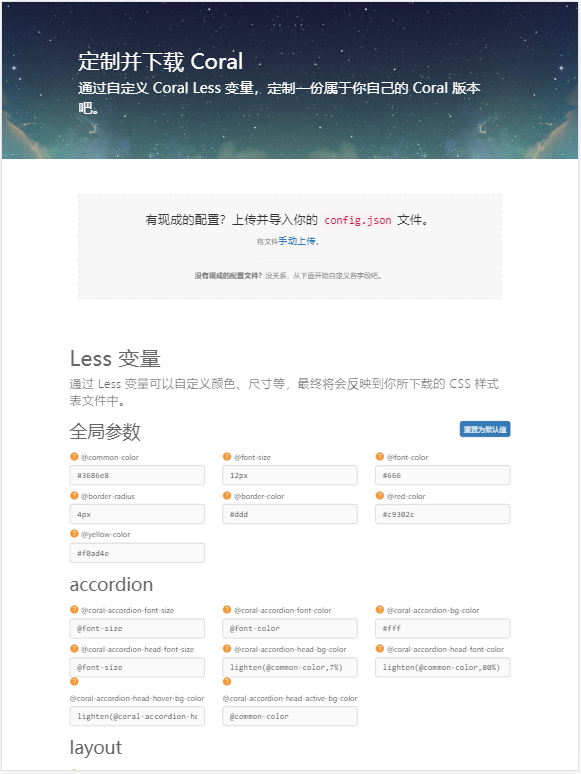 定制并下载 Coral
通过自定义 Coral Less 变量，定制一份属于你自己的 Coral 版本
吧。
有现成的配置？上传并导入你的 config.json 文件。
将文件手动上传。
没有现成的配置文件？没关系，从下面开始自定义各字段吧。
Less 变量
通过 Less 变量可以自定义颜色、尺寸等，最终将会反映到你所下载的 CSS 样式
表文件中。
全局参数 重置为默认值
@common-color @font-size @font-color
#3686e8 12px #666
@border-radius @border-color @red-color
4px #ddd #c9302c
@yellow-color
#f0ad4e
accordion
@coral-accordion-font-size @coral-accordion-font-color @coral-accordion-bg-color
@font-size @font-color #fff
@coral-accordion-head-font-size @coral-accordion-head-bg-color @coral-accordion-head-font-color
@font-size lighten(@common-color,7%) lighten(@common-color,80%)
@coral-accordion-head-hover-bg-color @coral-accordion-head-active-bg-color
lighten(@coral-accordion-he @common-color
layout